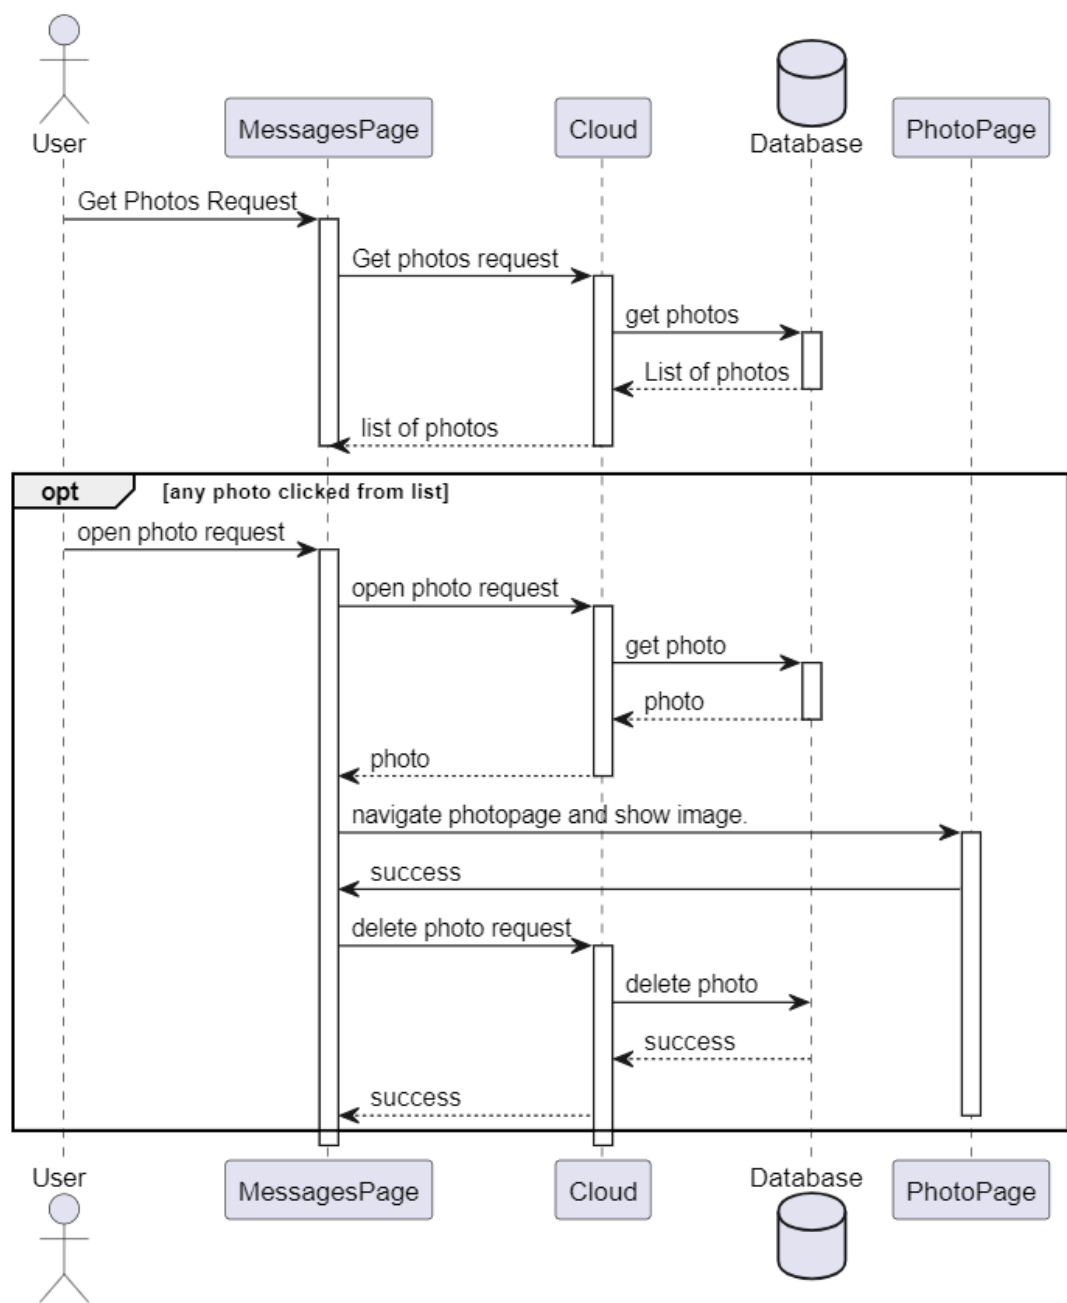 User
MessagesPage
Cloud
Database
PhotoPage
Get Photos Request
Get photos request
get photos
List of photos
list of photos
opt
[any photo clicked from list]
open photo request
open photo request
get photo
photo
photo
navigate photopage and show image.
success
delete photo request
delete photo
success
success
User
MessagesPage
Cloud
Database
PhotoPage